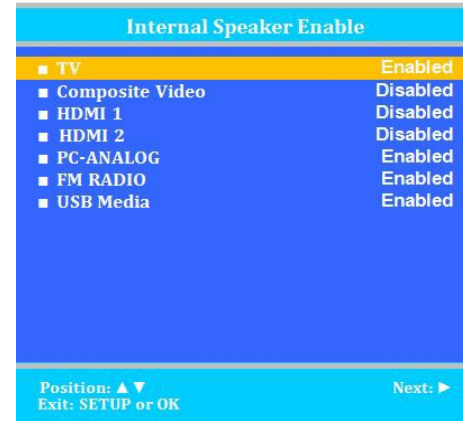 Internal Speaker Enable
■ TV Enabled
■ Composite Video Disabled
■ HDMI 1 Disabled
■ HDMI 2 Disabled
■ PC-ANALOG Enabled
■ FM RADIO Enabled
■ USB Media Enabled
Position: ▲ ▼ Next: ►
Exit: SETUP or OK